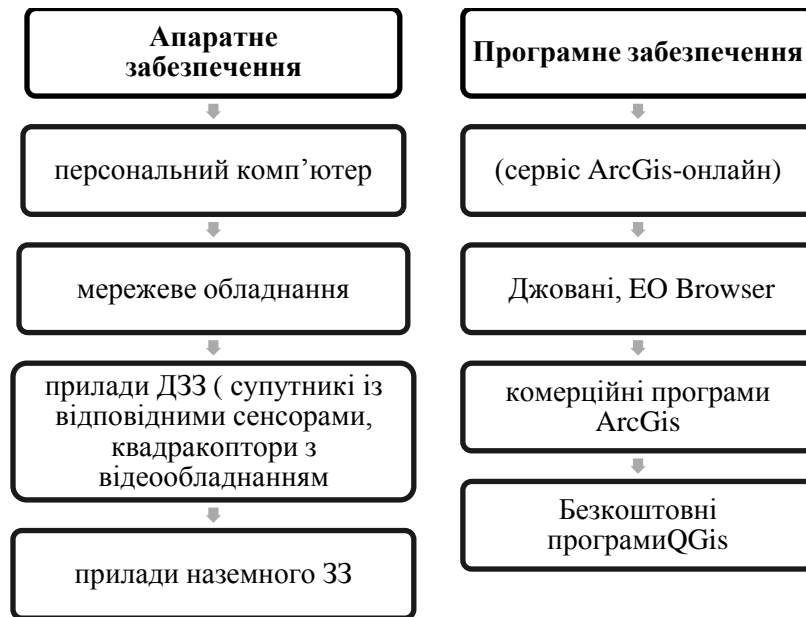 Апаратне
забезпечення
персональний комп’ютер
мережеве обладнання
прилади ДЗЗ ( супутникі із
відповідними сенсорами,
квадракоптори з
відеообладнанням
прилади наземного ЗЗ
Програмне забезпечення
(сервіс ArcGis-онлайн)
Джовані, EO Browser
комерційні програми
ArcGis
Безкоштовні
програмиQGis